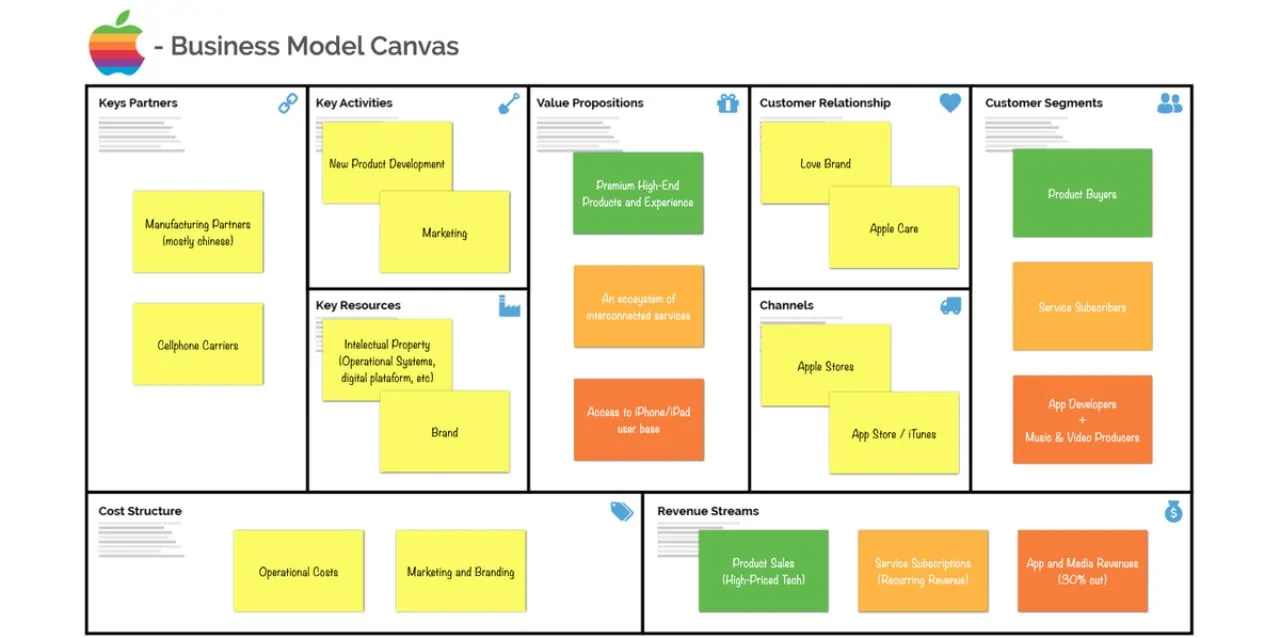 - Business Model Canvas
Keys Partners
Manufacturing Partners
(mostly chinese)
Cellphone Carriers
Key Activities
New Product Development
Marketing
Key Resources
Intelectual Property
(Operational Systems,
digital plataform, etc)
Brand
Value Propositions
Premium High-End
Products and Experience
An ecosystem of
interconnected services
Access to iPhone/iPad
user base
Customer Relationship
Love Brand
Apple Care
Channels
Apple Stores
App Store / iTunes
Customer Segments
Product Buyers
Service Subscribers
App Developers
+
Music & Video Producers
Cost Structure
Operational Costs
Marketing and Branding
Revenue Streams
$
Product Sales
(High-Priced Tech)
Service Subscriptions
(Recurring Revenue)
App and Media Revenues
(30% cut)